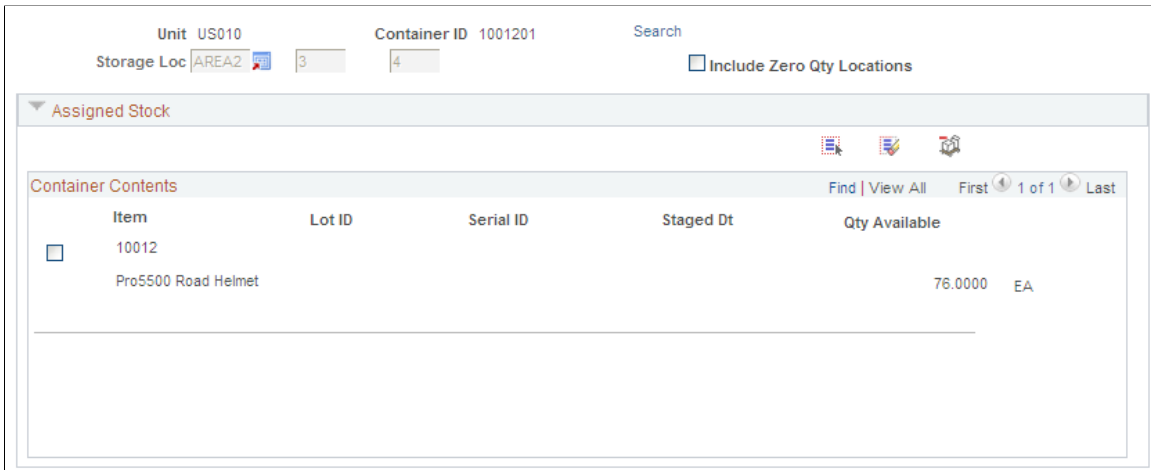 Unit US010 Container ID 1001201 Search
Storage Loc AREA2 3 4 Include Zero Qty Locations
Assigned Stock
Container Contents Find | View All First 1 of 1 Last
Item Lot ID Serial ID Staged Dt Qty Available
10012
Pro5500 Road Helmet 76.0000 EA